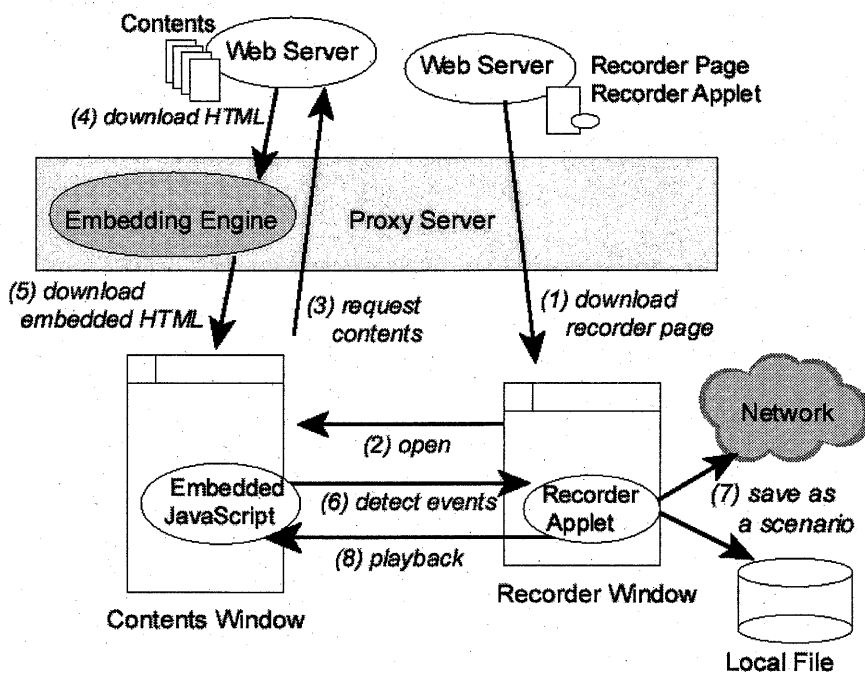 Contents
Web Server
Web Server
Recorder Page
Recorder Applet
(4) download HTML
Embedding Engine
Proxy Server
(5) download
embedded HTML
(3) request
contents
(1) download
recorder page
Network
(2) open
Embedded
JavaScript
(6) detect events
Recorder
Applet
(7) save as
a scenario
(8) playback
Contents Window
Recorder Window
Local File